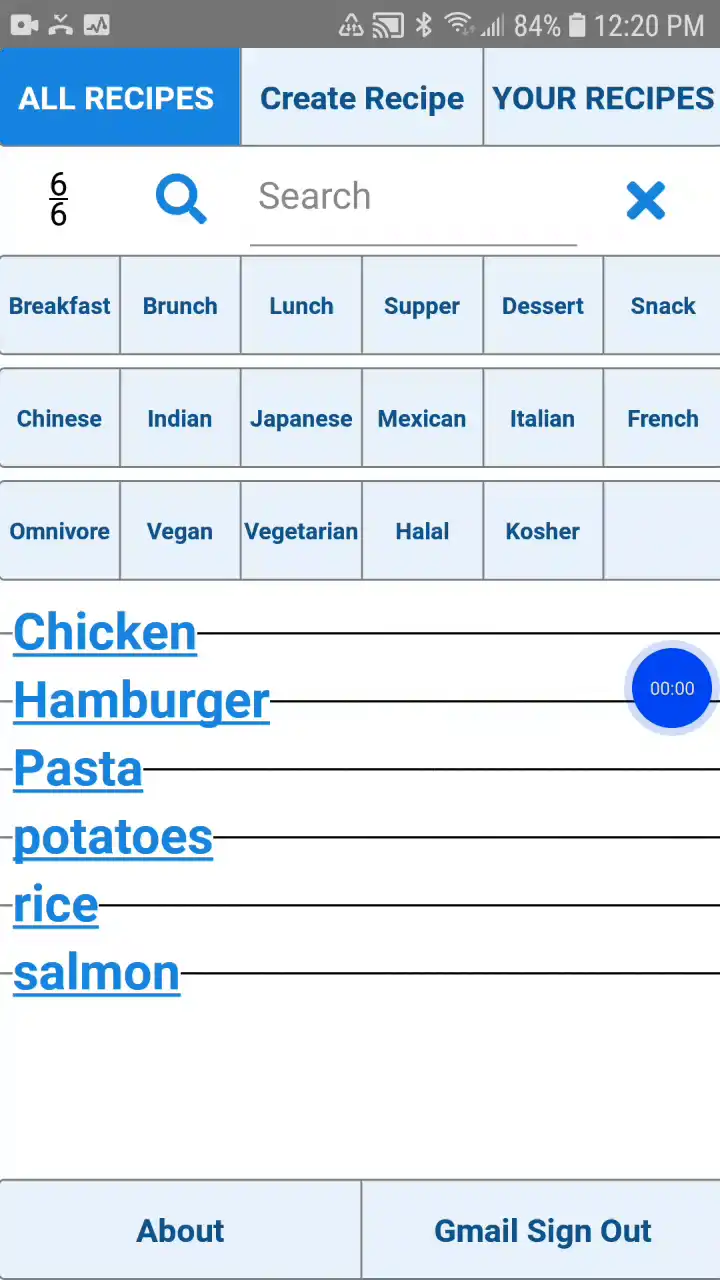 84% 12:20 PM
ALL RECIPES Create Recipe YOUR RECIPES
6
6
Search
Breakfast Brunch Lunch Supper Dessert Snack
Chinese Indian Japanese Mexican Italian French
Omnivore Vegan Vegetarian Halal Kosher
Chicken
00:00
Hamburger
Pasta
potatoes
rice
salmon
About Gmail Sign Out